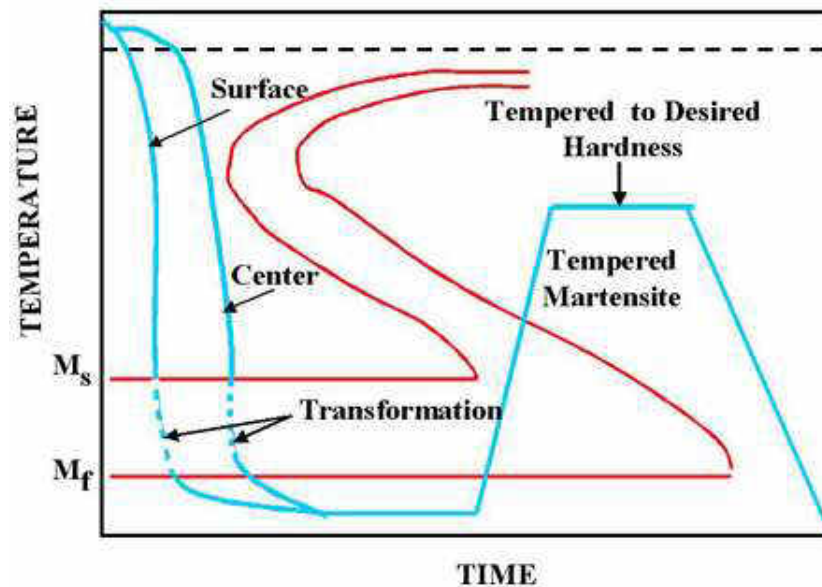 Surface
Tempered to Desired
Hardness
TEMPERATURE
Center
Tempered
Martensite
Ms
Transformation
Mf
TIME